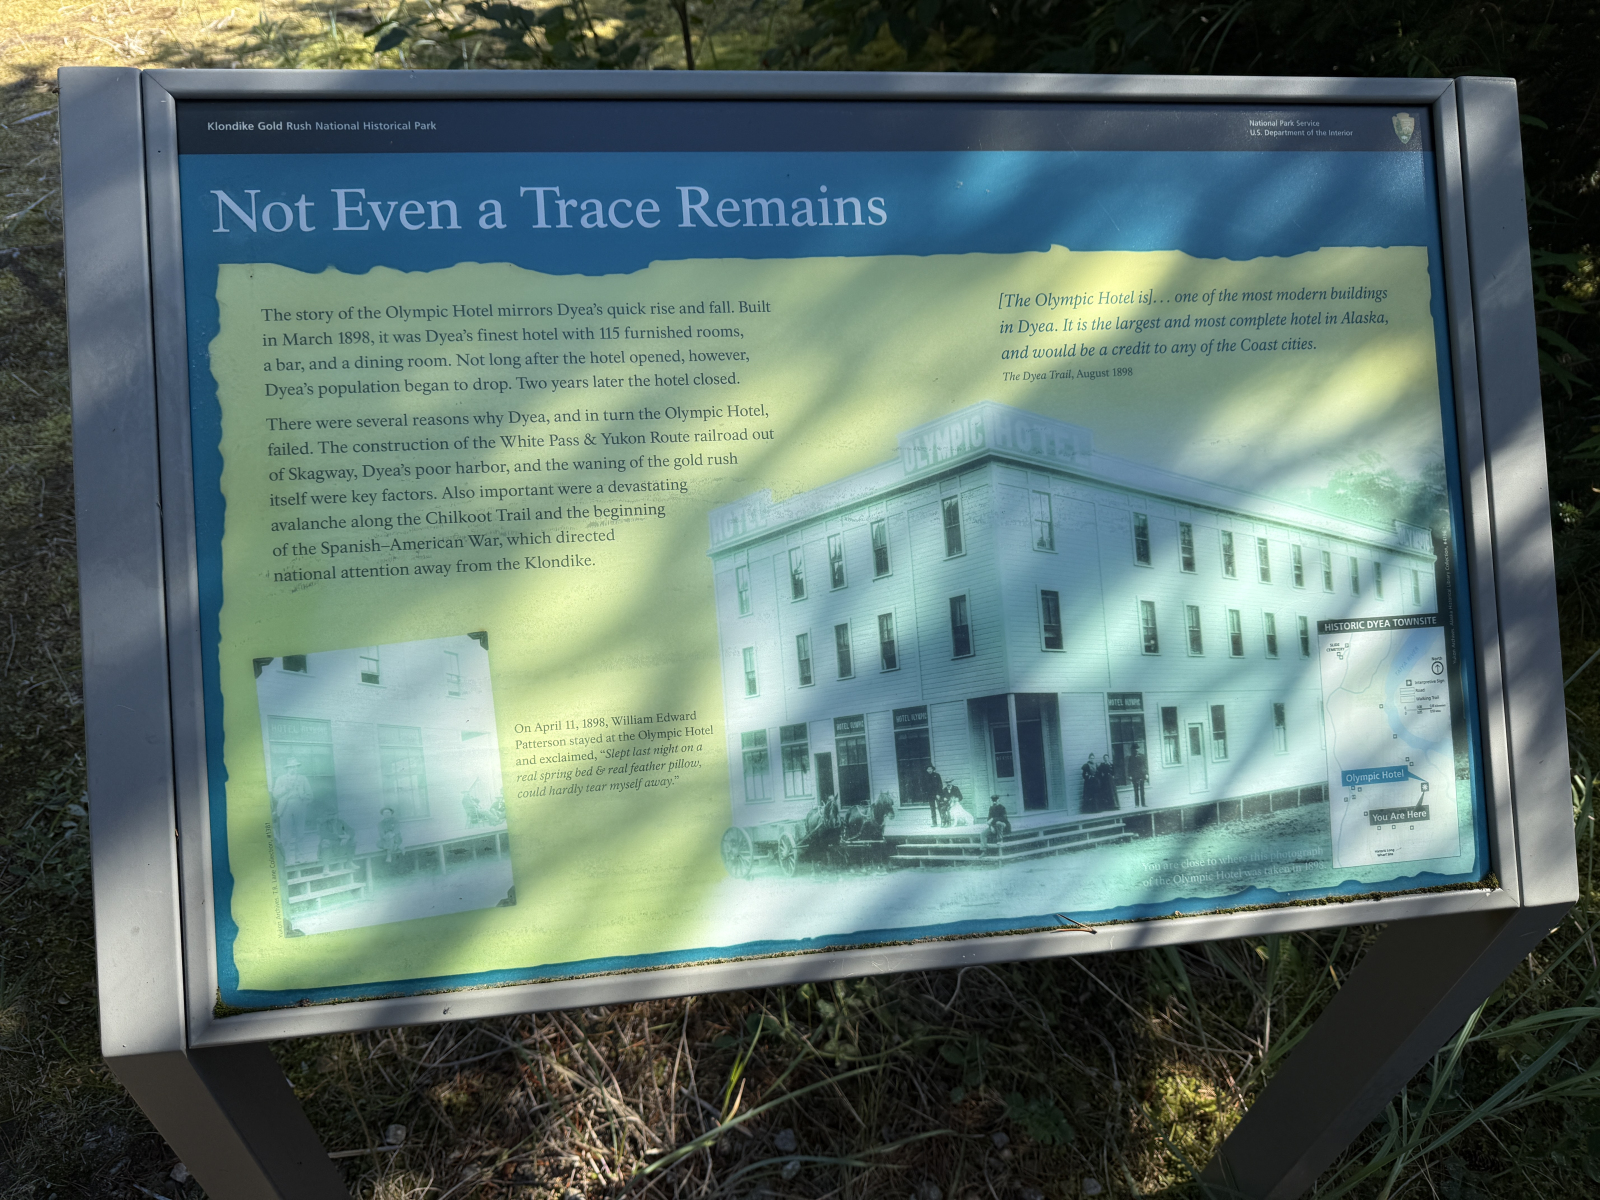 Klondike Gold Rush National Historical Park
National Park Service
U.S. Department of the Interior
Not Even a Trace Remains
The story of the Olympic Hotel mirrors Dyea's quick rise and fall. Built
in March 1898, it was Dyea's finest hotel with 115 furnished rooms,
a bar, and a dining room. Not long after the hotel opened, however,
Dyea's population began to drop. Two years later the hotel closed.
There were several reasons why Dyea, and in turn the Olympic Hotel,
failed. The construction of the White Pass & Yukon Route railroad out
of Skagway, Dyea's poor harbor, and the waning of the gold rush
itself were key factors. Also important were a devastating
avalanche along the Chilkoot Trail and the beginning
of the Spanish–American War, which directed
national attention away from the Klondike.
[The Olympic Hotel is]... one of the most modern buildings
in Dyea. It is the largest and most complete hotel in Alaska,
and would be a credit to any of the Coast cities.
The Dyea Trail, August 1898
OLYMPIC HOTEL
HOTEL
HOTEL OLYMPIC
HOTEL OLYMPIC
HOTEL OLYMPIC
On April 11, 1898, William Edward
Patterson stayed at the Olympic Hotel
and exclaimed, "Slept last night on a
real spring bed & real feather pillow,
could hardly tear myself away."
You are close to where this photograph
of the Olympic Hotel was taken in 1898.
HISTORIC DYEA TOWNSITE
SLIDE
CEMETERY
North
Interpretive Sign
Road
Walking Trail
Olympic Hotel
You Are Here